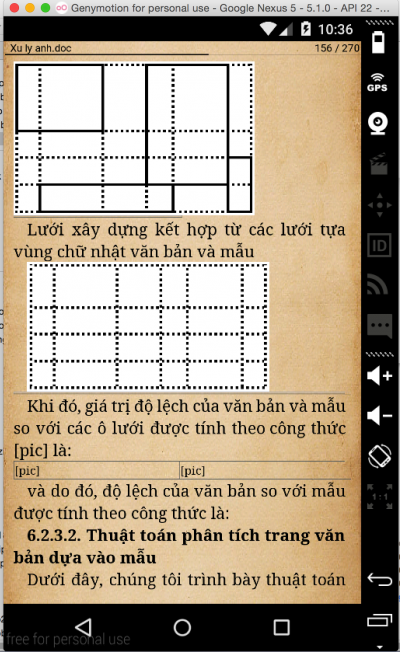 Genymotion for personal use - Google Nexus 5 - 5.1.0 - API 22 -...
10:36
Xu ly anh.doc
156 / 270
GPS
Lưới xây dựng kết hợp từ các lưới tựa
vùng chữ nhật văn bản và mẫu
ID
Khi đó, giá trị độ lệch của văn bản và mẫu
so với các ô lưới được tính theo công thức
[pic] là:
[pic] [pic]
1:1
và do đó, độ lệch của văn bản so với mẫu
được tính theo công thức là:
6.2.3.2. Thuật toán phân tích trang văn
bản dựa vào mẫu
Dưới đây, chúng tôi trình bày thuật toán
free for personal use